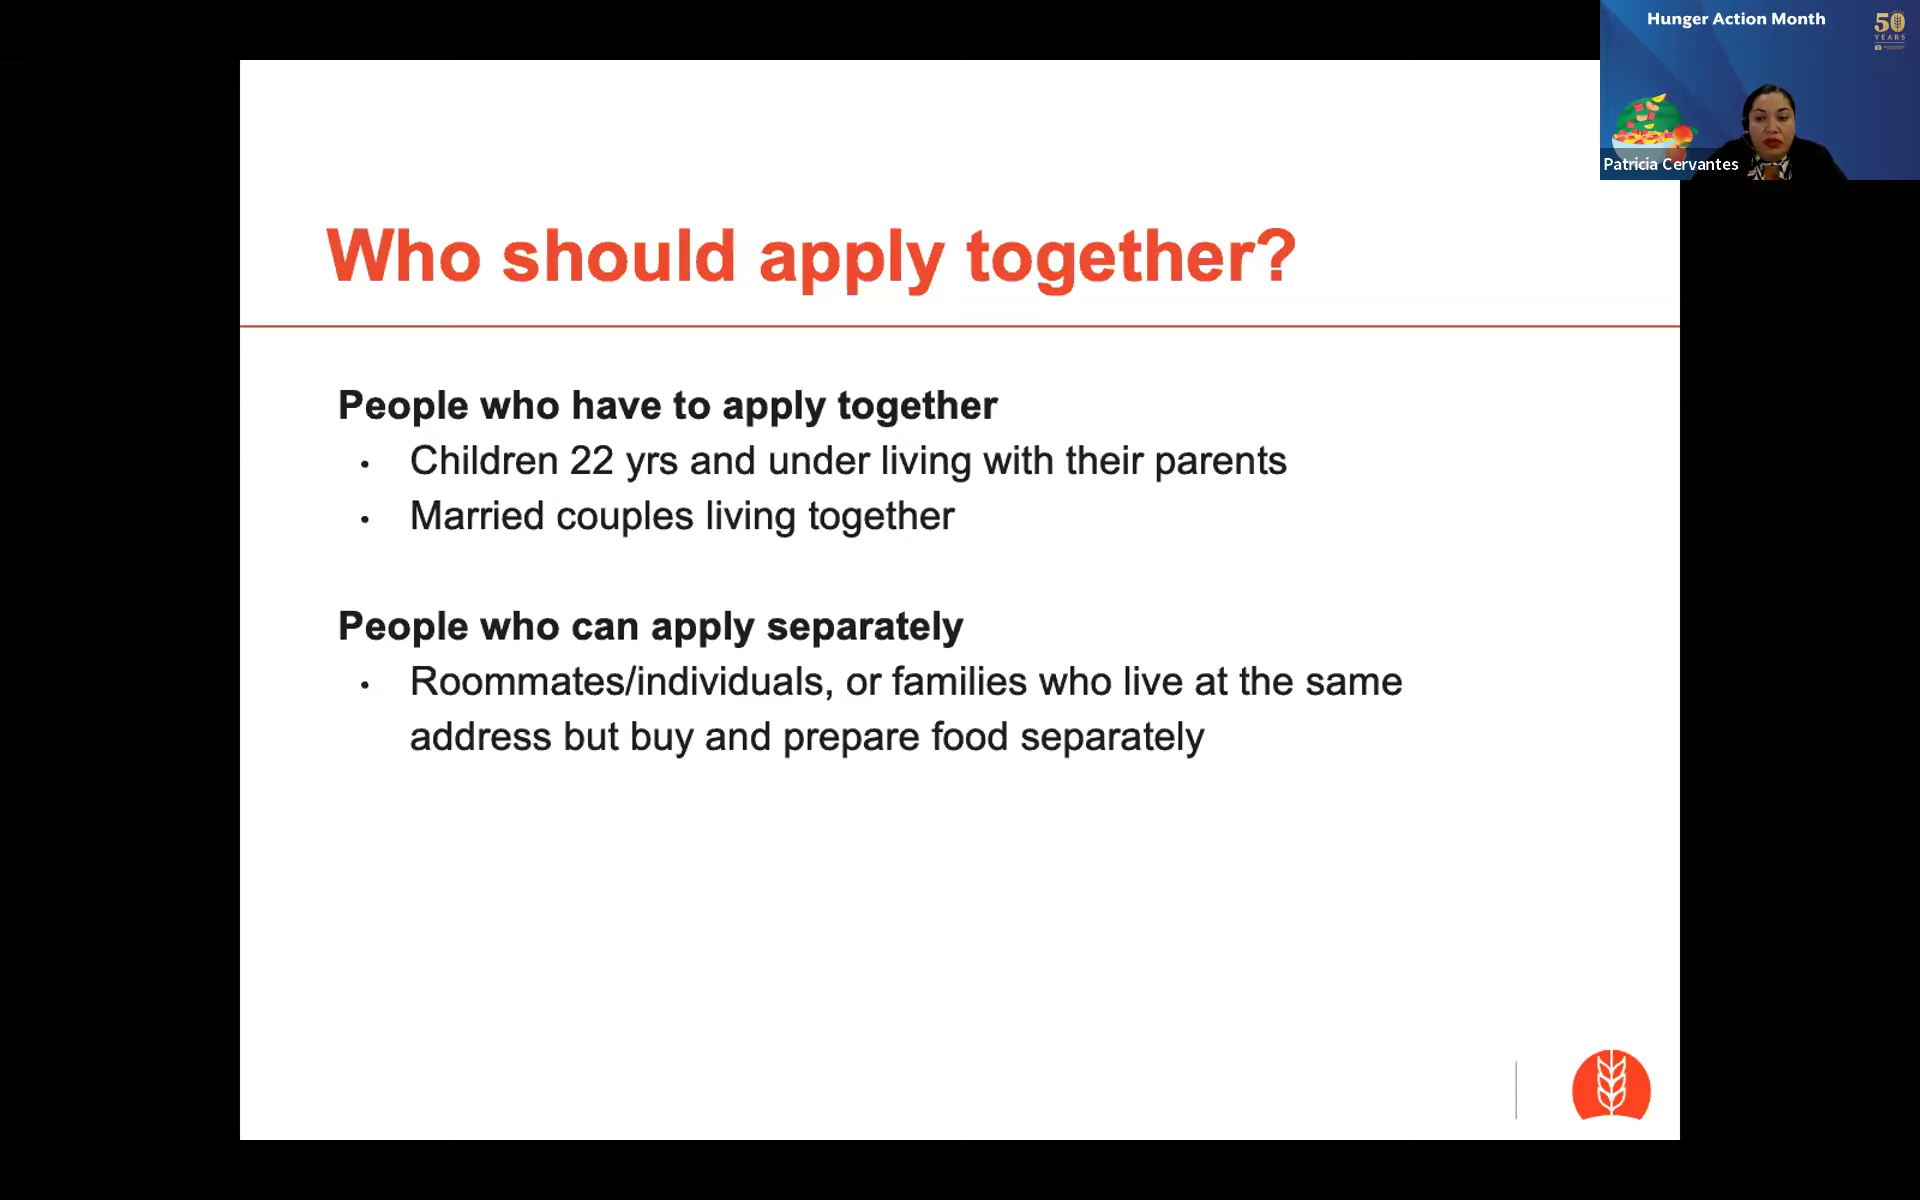 Hunger Action Month
50
YEARS
Patricia Cervantes
Who should apply together?
People who have to apply together
• Children 22 yrs and under living with their parents
• Married couples living together
People who can apply separately
• Roommates/individuals, or families who live at the same
address but buy and prepare food separately